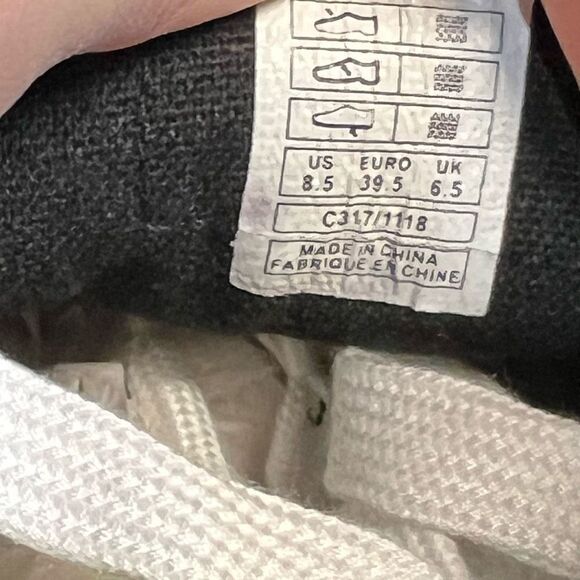 US EURO UK
8.5 39.5 6.5
C317/1118
MADE IN CHINA
FABRIQUE EN CHINE